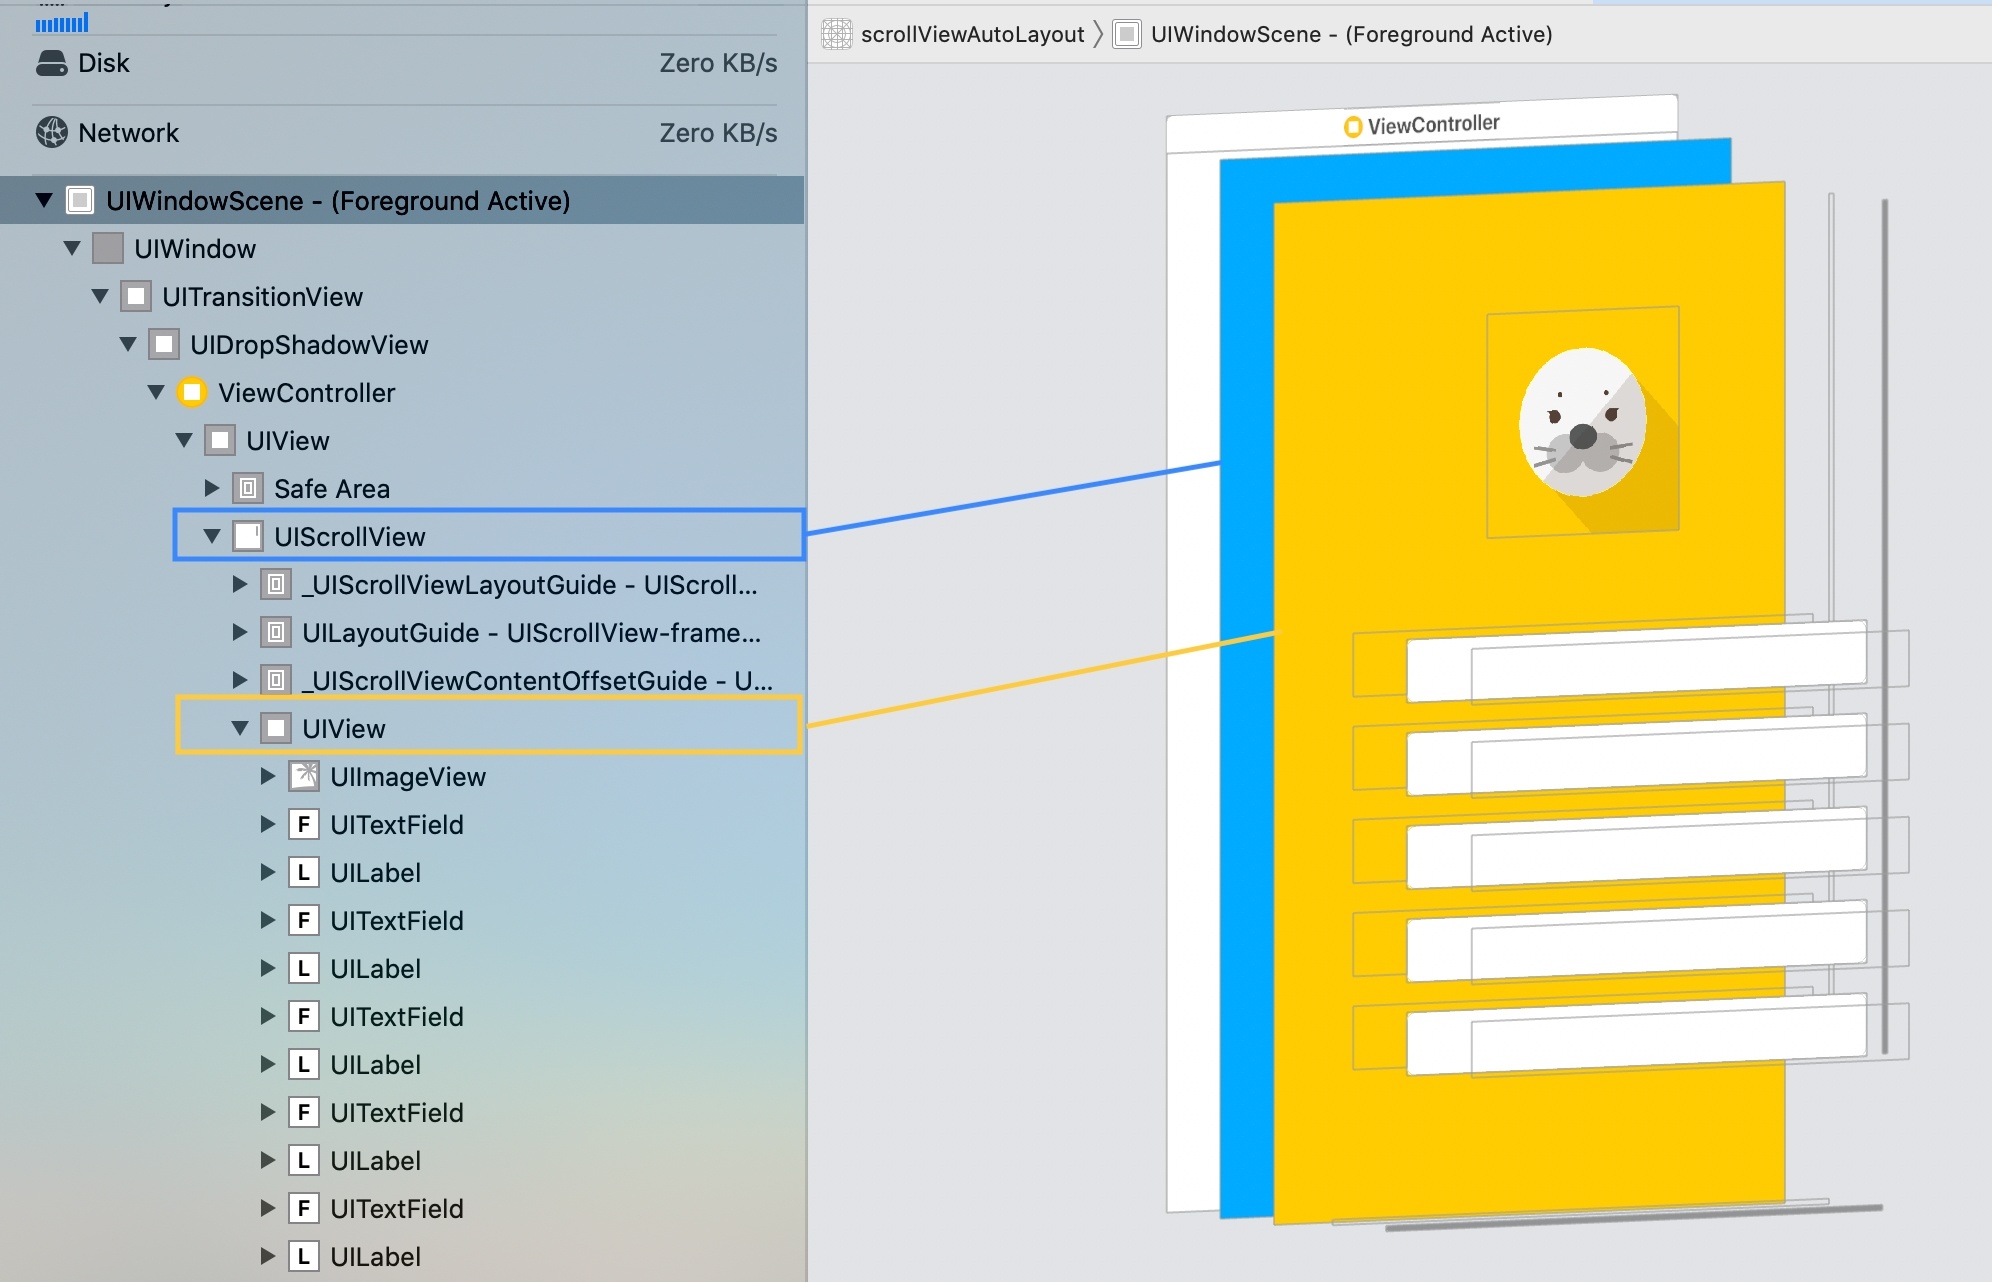 Disk Zero KB/s
Network Zero KB/s
UIWindowScene - (Foreground Active)
UIWindow
UITransitionView
UIDropShadowView
ViewController
UIView
Safe Area
UIScrollView
_UIScrollViewLayoutGuide - UIScroll...
UILayoutGuide - UIScrollView-frame...
_UIScrollViewContentOffsetGuide - U...
UIView
UIImageView
F UITextField
L UILabel
F UITextField
L UILabel
F UITextField
L UILabel
F UITextField
L UILabel
F UITextField
L UILabel
scrollViewAutoLayout 〉 UIWindowScene - (Foreground Active)
ViewController